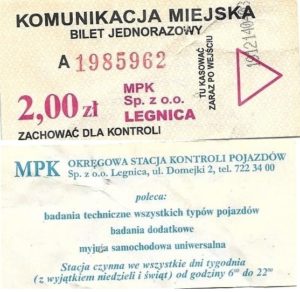 KOMUNIKACJA MIEJSKA
BILET JEDNORAZOWY
A 1985962
TU KASOWAĆ
ZARAZ PO WEJŚCIU
2,00 zł
MPK
Sp. z o.o.
LEGNICA
ZACHOWAĆ DLA KONTROLI
MPK OKRĘGOWA STACJA KONTROLI POJAZDÓW
Sp. z o.o. Legnica, ul. Domejki 2, tel. 722 34 00
poleca:
badania techniczne wszystkich typów pojazdów
badania dodatkowe
myjnia samochodowa uniwersalna
Stacja czynna we wszystkie dni tygodnia
(z wyjątkiem niedziel i świąt) od godziny 6⁰⁰ do 22⁰⁰